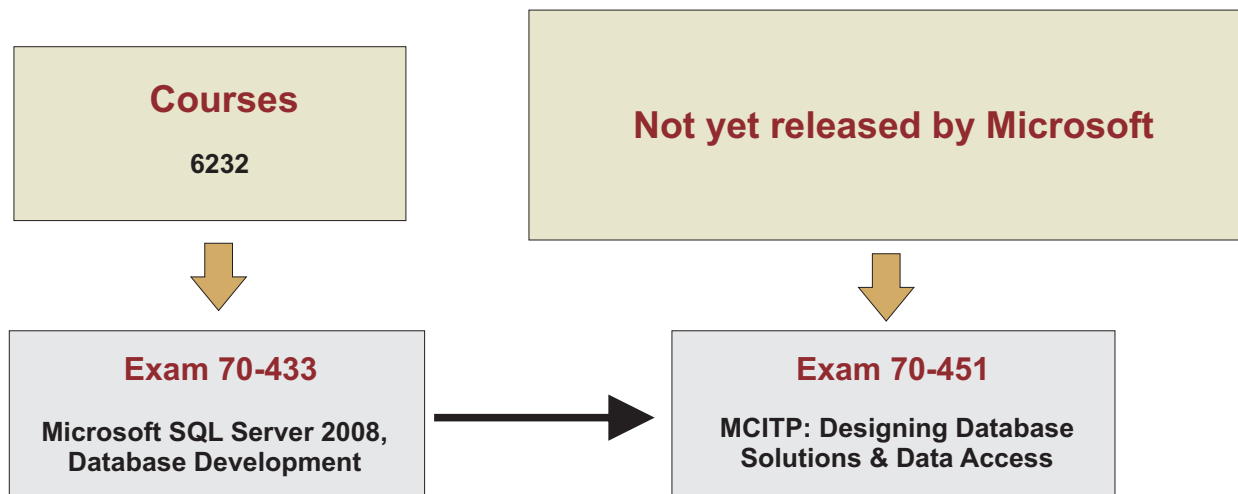 Courses
6232
Not yet released by Microsoft
Exam 70-433
Microsoft SQL Server 2008,
Database Development
Exam 70-451
MCITP: Designing Database
Solutions & Data Access